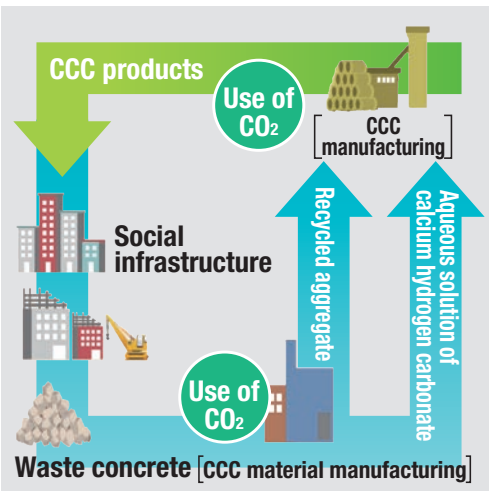 CCC products
Use of
CO₂
[CCC
manufacturing]
Social
infrastructure
Recycled aggregate
Aqueous solution of
calcium hydrogen carbonate
Use of
CO₂
Waste concrete [CCC material manufacturing]